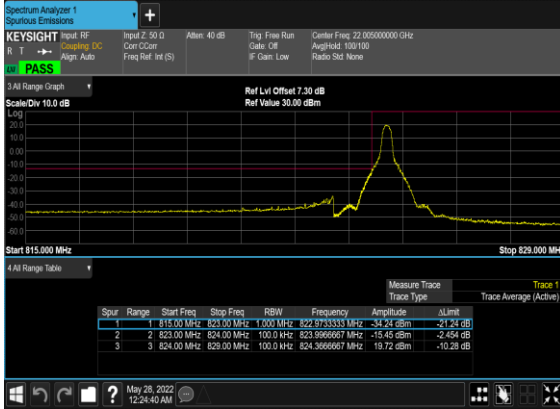 Spectrum Analyzer 1
Spurious Emissions
KEYSIGHT
R T
Input: RF
Coupling: DC
Align: Auto
Input Z: 50 Ω
Corr CCorr
Freq Ref: Int (S)
Atten: 40 dB
Trig: Free Run
Gate: Off
IF Gain: Low
Center Freq: 22.005000000 GHz
Avg|Hold: 100/100
Radio Std: None
PASS
3 All Range Graph
Scale/Div 10.0 dB
Ref Lvl Offset 7.30 dB
Ref Value 30.00 dBm
Log
20.0
10.0
0.00
-10.0
-20.0
-30.0
-40.0
-50.0
-60.0
Start 815.000 MHz
Stop 829.000 MH
4 All Range Table
Measure Trace Trace 1
Trace Type Trace Average (Active)
Spur Range Start Freq Stop Freq RBW Frequency Amplitude ΔLimit
1 1 815.00 MHz 823.00 MHz 1.000 MHz 822.9733333 MHz -34.24 dBm -21.24 dB
2 2 823.00 MHz 824.00 MHz 100.0 kHz 823.9966667 MHz -15.45 dBm -2.454 dB
3 3 824.00 MHz 829.00 MHz 100.0 kHz 824.3666667 MHz 19.72 dBm -10.28 dB
May 28, 2022
12:24:40 AM